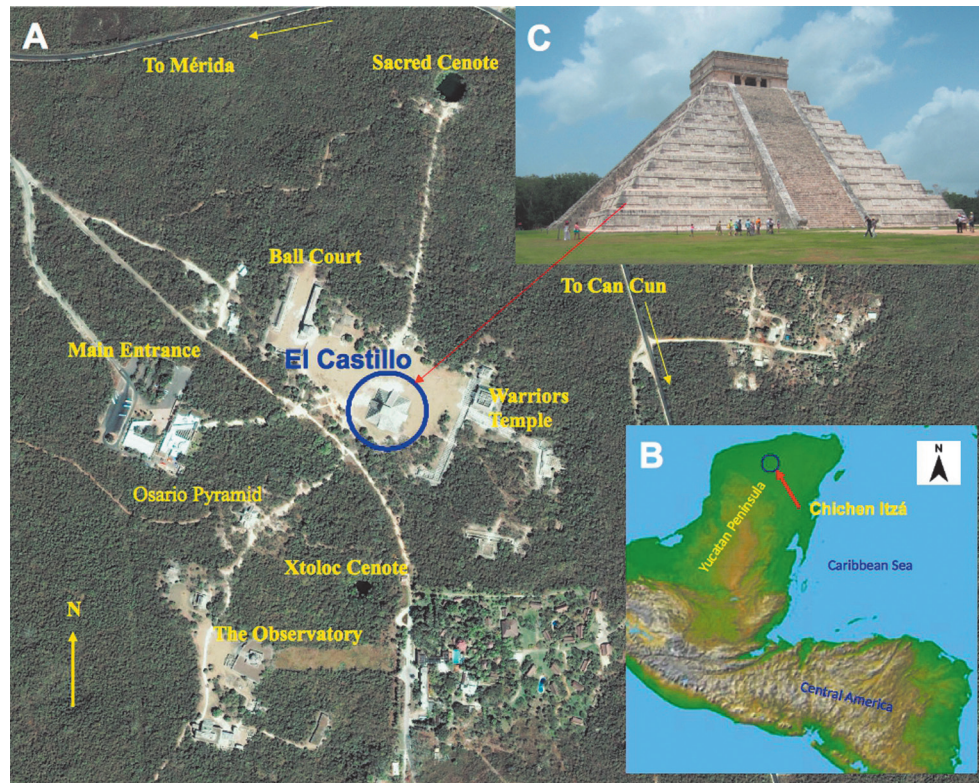 A
To Mérida
Sacred Cenote
C
Ball Court
To Can Cun
Main Entrance
El Castillo
Warriors
Temple
B
N
Osario Pyramid
Chichen Itzá
Yucatan Peninsula
Xtoloc Cenote
Caribbean Sea
N
The Observatory
Central America